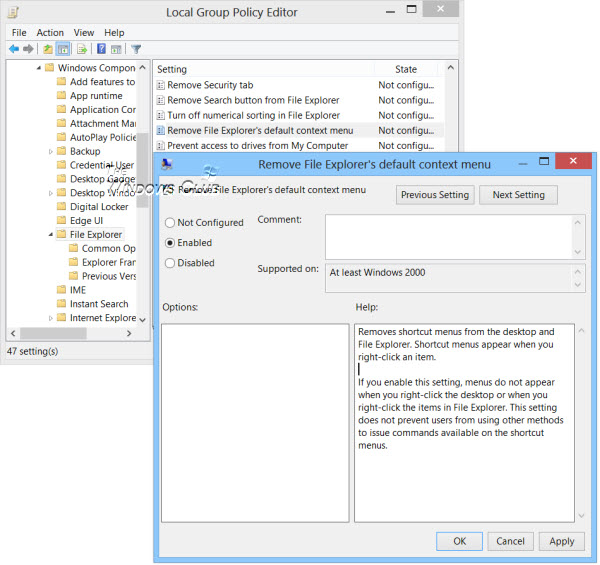 Local Group Policy Editor
File Action View Help
Windows Compon
Add features to
App runtime
Application Cor
Attachment Mar
AutoPlay Policie
Backup
Credential User
Desktop Gadge
Desktop Windo
Digital Locker
Edge UI
File Explorer
Common Op
Explorer Fran
Previous Vers
IME
Instant Search
Internet Explore
Setting State
Remove Security tab Not configu...
Remove Search button from File Explorer Not configu...
Turn off numerical sorting in File Explorer Not configu...
Remove File Explorer's default context menu Not configu...
Prevent access to drives from My Computer Not configu...
47 setting(s)
The Windows Club
Remove File Explorer's default context menu
Remove File Explorer's default context menu
Previous Setting
Next Setting
Not Configured
Enabled
Disabled
Comment:
Supported on:
At least Windows 2000
Options:
Help:
Removes shortcut menus from the desktop and
File Explorer. Shortcut menus appear when you
right-click an item.
If you enable this setting, menus do not appear
when you right-click the desktop or when you
right-click the items in File Explorer. This setting
does not prevent users from using other methods
to issue commands available on the shortcut
menus.
OK
Cancel
Apply